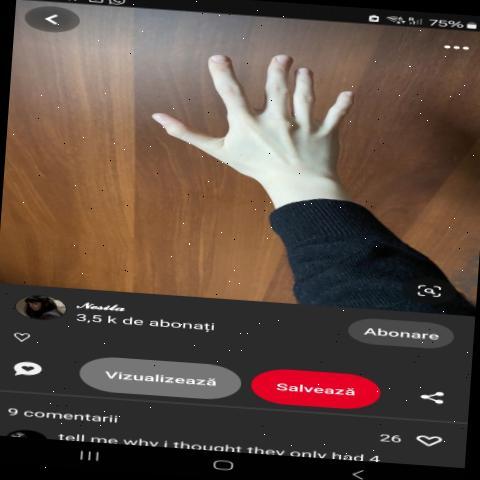 75%
Nesita
3,5 k de abonați
Abonare
Vizualizează
Salvează
9 comentarii
26
tell me why i thought they only had 4